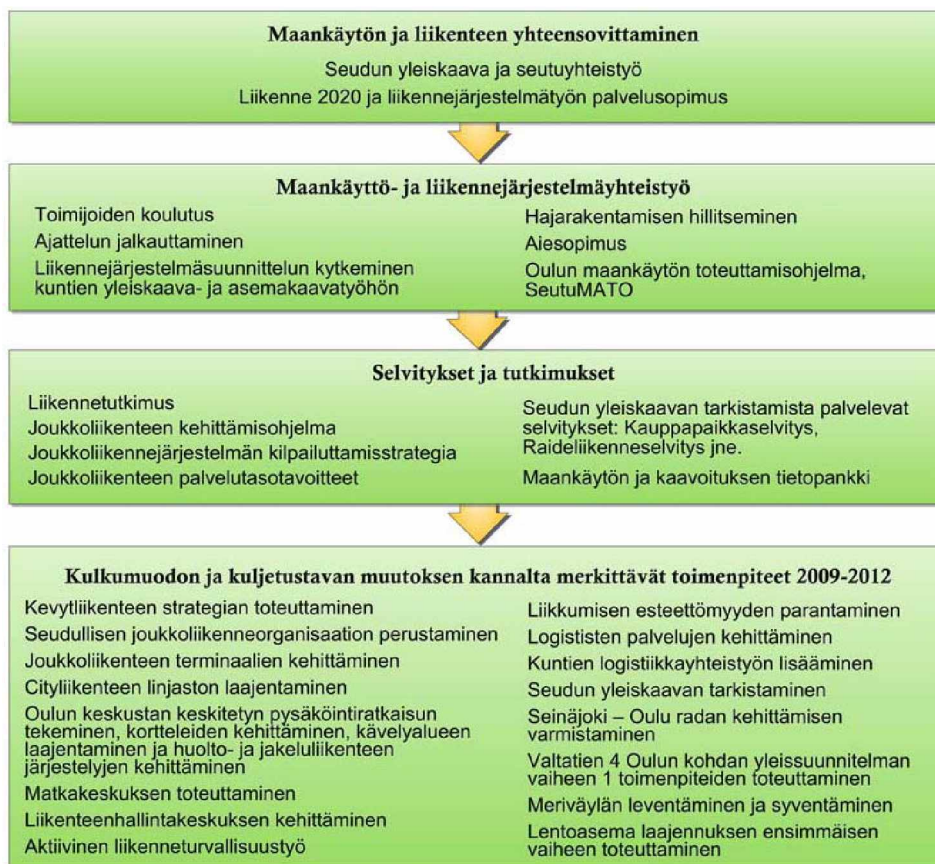 Maankäytön ja liikenteen yhteensovittaminen
Seudun yleiskaava ja seutuyhteistyö
Liikenne 2020 ja liikennejärjestelmätyön palvelusopimus
Maankäyttö- ja liikennejärjestelmäyhteistyö
Toimijoiden koulutus
Ajattelun jalkauttaminen
Liikennejärjestelmäsuunnittelun kytkeminen
kuntien yleiskaava- ja asemakaavatyöhön
Hajarakentamisen hillitseminen
Aiesopimus
Oulun maankäytön toteuttamisohjelma,
SeutuMATO
Selvitykset ja tutkimukset
Liikennetutkimus
Joukkoliikenteen kehittämisohjelma
Joukkoliikennejärjestelmän kilpailuttamisstrategia
Joukkoliikenteen palvelutasotavoitteet
Seudun yleiskaavan tarkistamista palvelevat
selvitykset: Kauppapaikkaselvitys,
Raideliikenneselvitys jne.
Maankäytön ja kaavoituksen tietopankki
Kulkumuodon ja kuljetustavan muutoksen kannalta merkittävät toimenpiteet 2009-2012
Kevytliikenteen strategian toteuttaminen
Seudullisen joukkoliikenneorganisaation perustaminen
Joukkoliikenteen terminaalien kehittäminen
Cityliikenteen linjaston laajentaminen
Oulun keskustan keskitetyn pysäköintiratkaisun
tekeminen, kortteleiden kehittäminen, kävelyalueen
laajentaminen ja huolto- ja jakeluliikenteen
järjestelyjen kehittäminen
Matkakeskuksen toteuttaminen
Liikenteenhallintakeskuksen kehittäminen
Aktiivinen liikenneturvallisuustyö
Liikkumisen esteettömyyden parantaminen
Logististen palvelujen kehittäminen
Kuntien logistiikkayhteistyön lisääminen
Seudun yleiskaavan tarkistaminen
Seinäjoki – Oulu radan kehittämisen
varmistaminen
Valtatien 4 Oulun kohdan yleissuunnitelman
vaiheen 1 toimenpiteiden toteuttaminen
Meriväylän leventäminen ja syventäminen
Lentoasema laajennuksen ensimmäisen
vaiheen toteuttaminen